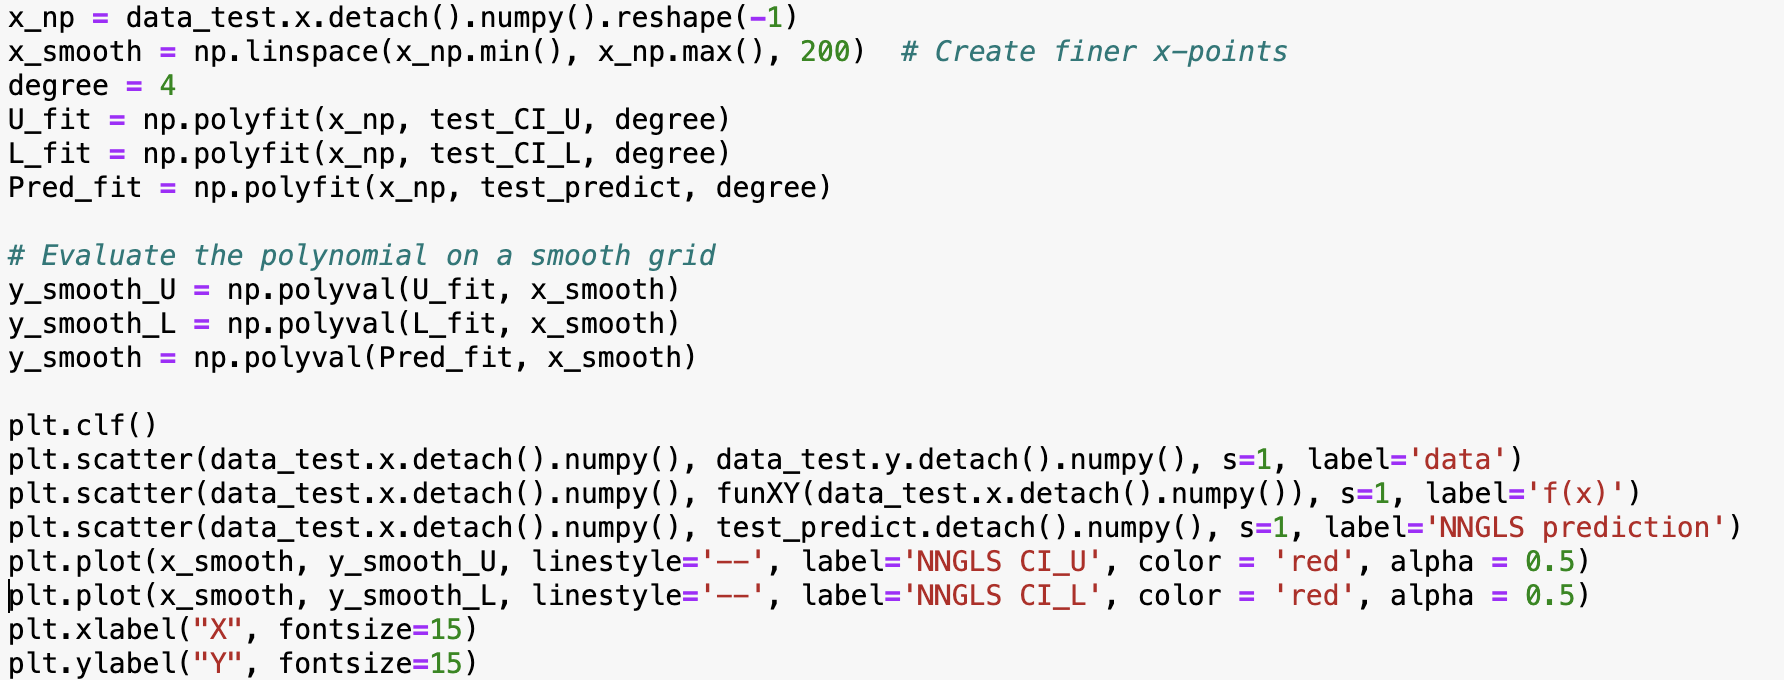 x_np = data_test.x.detach().numpy().reshape(-1)
x_smooth = np.linspace(x_np.min(), x_np.max(), 200)  # Create finer x-points
degree = 4
U_fit = np.polyfit(x_np, test_CI_U, degree)
L_fit = np.polyfit(x_np, test_CI_L, degree)
Pred_fit = np.polyfit(x_np, test_predict, degree)

# Evaluate the polynomial on a smooth grid
y_smooth_U = np.polyval(U_fit, x_smooth)
y_smooth_L = np.polyval(L_fit, x_smooth)
y_smooth = np.polyval(Pred_fit, x_smooth)

plt.clf()
plt.scatter(data_test.x.detach().numpy(), data_test.y.detach().numpy(), s=1, label='data')
plt.scatter(data_test.x.detach().numpy(), funXY(data_test.x.detach().numpy()), s=1, label='f(x)')
plt.scatter(data_test.x.detach().numpy(), test_predict.detach().numpy(), s=1, label='NNGLS prediction')
plt.plot(x_smooth, y_smooth_U, linestyle='--', label='NNGLS CI_U', color = 'red', alpha = 0.5)
plt.plot(x_smooth, y_smooth_L, linestyle='--', label='NNGLS CI_L', color = 'red', alpha = 0.5)
plt.xlabel("X", fontsize=15)
plt.ylabel("Y", fontsize=15)